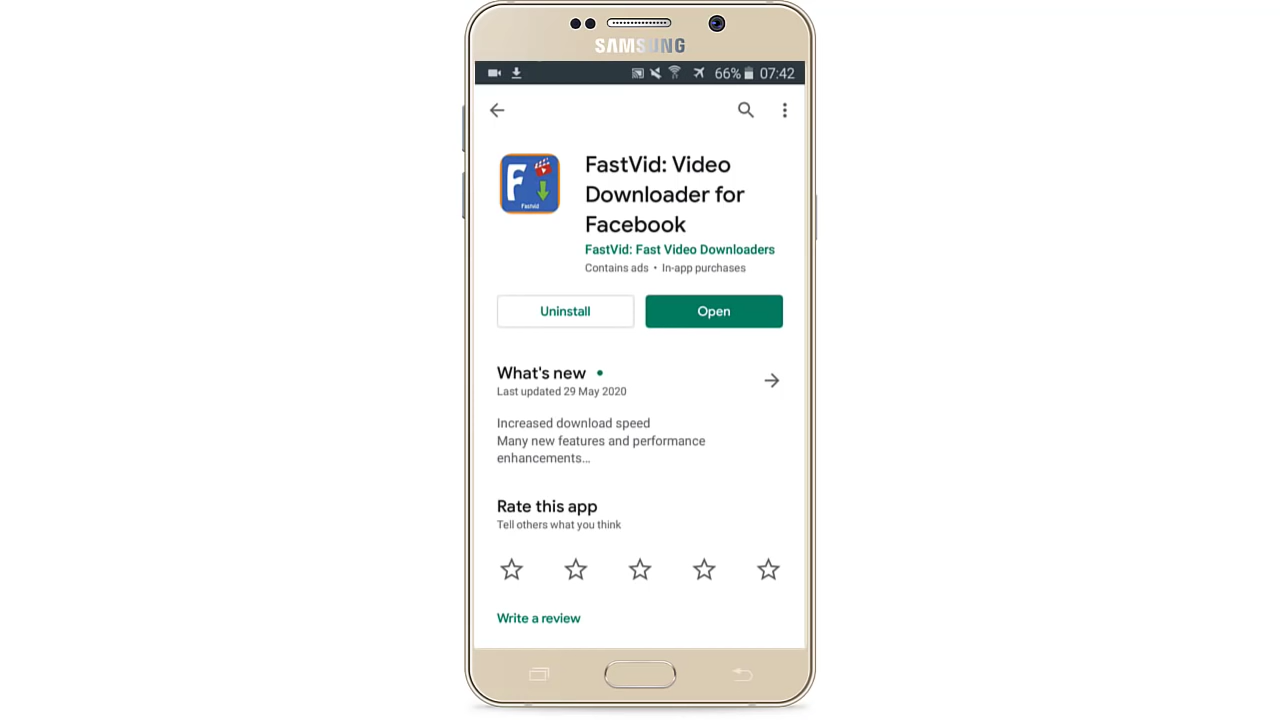 SAMSUNG
66% 07:42
FastVid: Video
Downloader for
Facebook
FastVid: Fast Video Downloaders
Contains ads • In-app purchases
F
Fastvid
Uninstall
Open
What's new
Last updated 29 May 2020
Increased download speed
Many new features and performance
enhancements...
Rate this app
Tell others what you think
Write a review